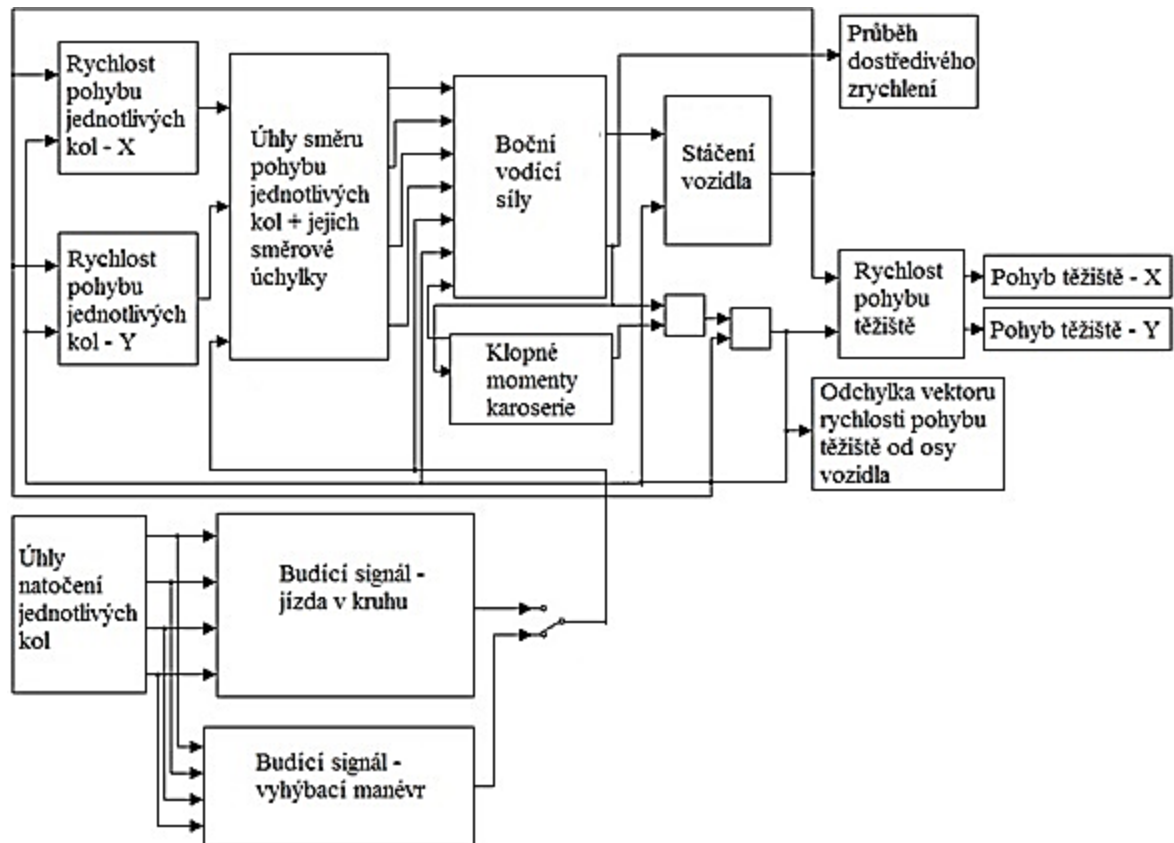 Rychlost
pohybu
jednotlivých
kol - X
Úhly směru
pohybu
jednotlivých
kol + jejich
směrové
úchylky
Boční
vodící
síly
Stáčení
vozidla
Průběh
dostředivého
zrychlení
Rychlost
pohybu
jednotlivých
kol - Y
Rychlost
pohybu
těžiště
Pohyb těžiště - X
Pohyb těžiště - Y
Klopné
momenty
karoserie
Odchylka vektoru
rychlosti pohybu
těžiště od osy
vozidla
Úhly
natočení
jednotlivých
kol
Budící signál -
jízda v kruhu
Budící signál -
vyhýbací manévr